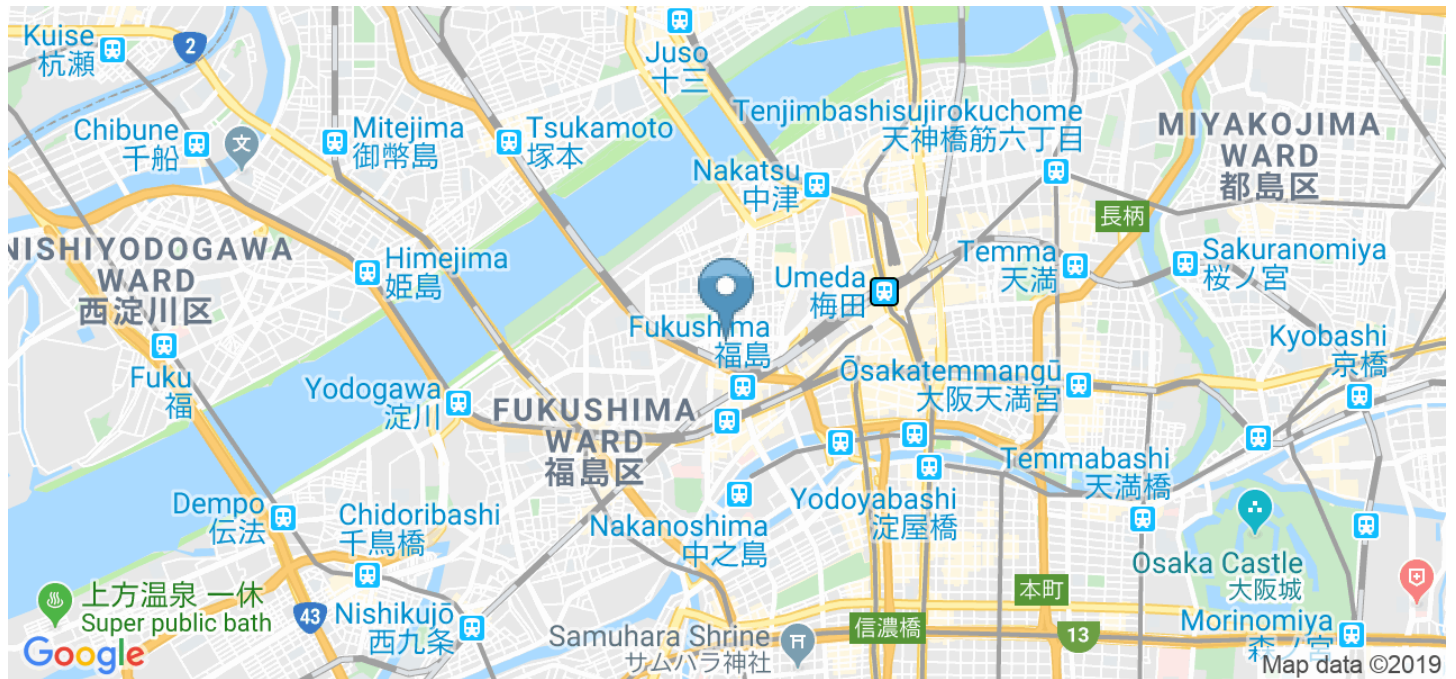 Kuise
杭瀬
2
Juso
十三
Chibune
千船
文
Mitejima
御幣島
Tsukamoto
塚本
Tenjimbashisujirokuchome
天神橋筋六丁目
MIYAKOJIMA
WARD
都島区
Nakatsu
中津
長柄
NISHIYODOGAWA
WARD
西淀川区
Himejima
姫島
Umeda
梅田
Temma
天満
Sakuranomiya
桜ノ宮
Fukushima
福島
Kyobashi
京橋
Fuku
福
Yodogawa
淀川
FUKUSHIMA
WARD
福島区
Ōsakatemmangū
大阪天満宮
Temmabashi
天満橋
Dempo
伝法
Chidoribashi
千鳥橋
Nakanoshima
中之島
Yodoyabashi
淀屋橋
Osaka Castle
大阪城
上方温泉 一休
Super public bath
43
Nishikujō
西九条
Samuhara Shrine
サムハラ神社
信濃橋
本町
13
Morinomiya
森ノ宮
Google
Map data ©2019